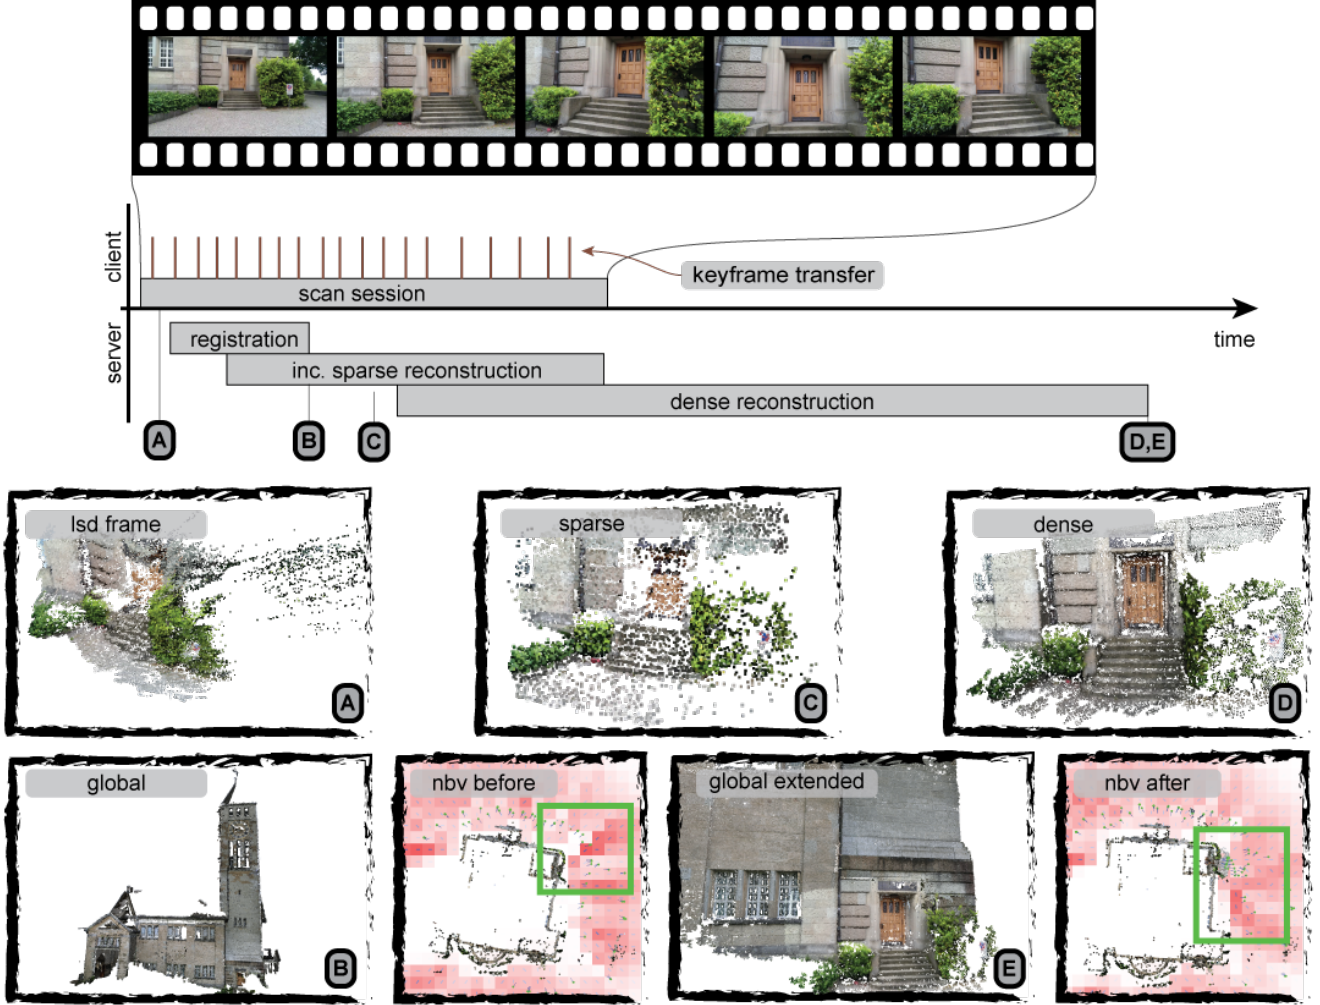 client
keyframe transfer
scan session
time
server
registration
inc. sparse reconstruction
dense reconstruction
A
B
C
D,E
lsd frame
A
sparse
C
dense
D
global
B
nbv before
global extended
E
nbv after